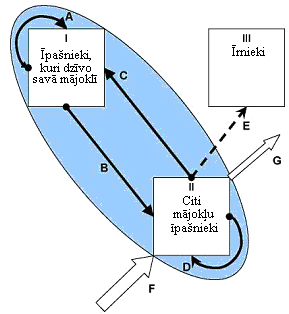 A
I
Īpašnieki,
kuri dzīvo
savā mājoklī
III
Īrnieki
C
B
E
G
II
Citi
mājokļu
īpašnieki
D
F